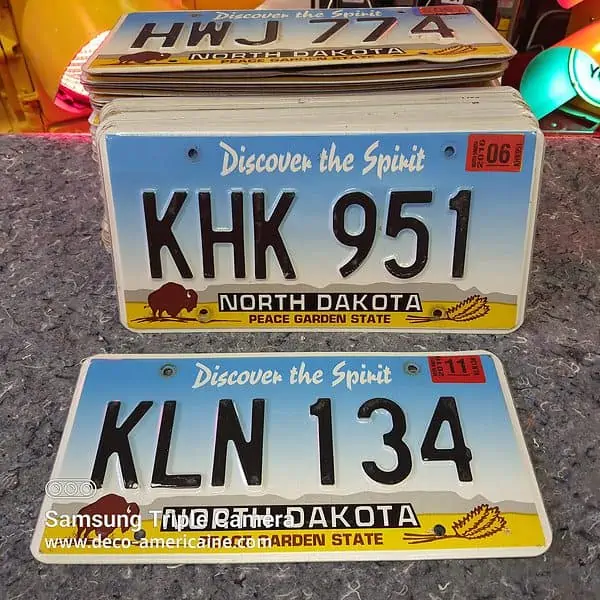 Discover the Spirit
HWJ 774
NORTH DAKOTA
PEACE GARDEN STATE
Discover the Spirit
2016
06
KHK 951
NORTH DAKOTA
PEACE GARDEN STATE
Discover the Spirit
11
KLN 134
NORTH DAKOTA
PEACE GARDEN STATE
Samsung Triple Camera
www.deco-americaine.com